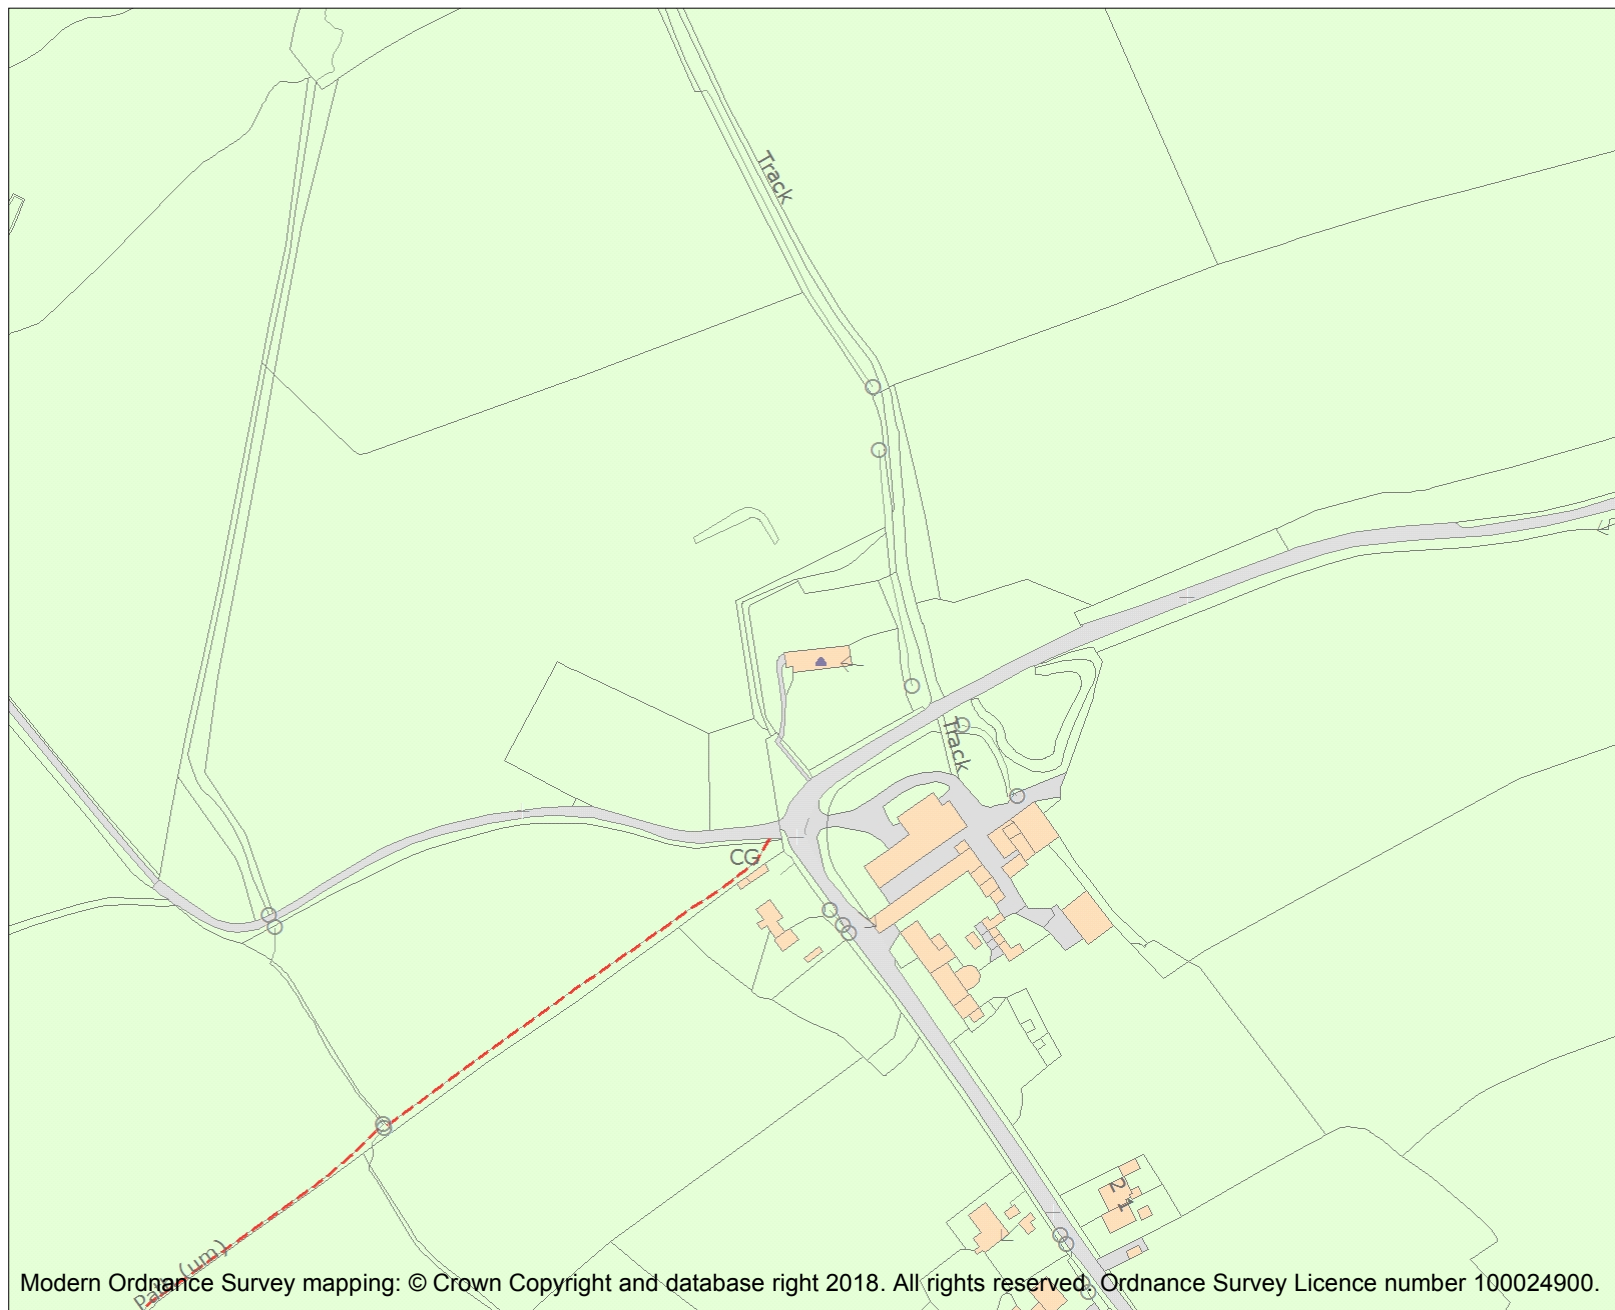 Track
Track
CG
2
1
Path (um)
Modern Ordnance Survey mapping: © Crown Copyright and database right 2018. All rights reserved. Ordnance Survey Licence number 100024900.